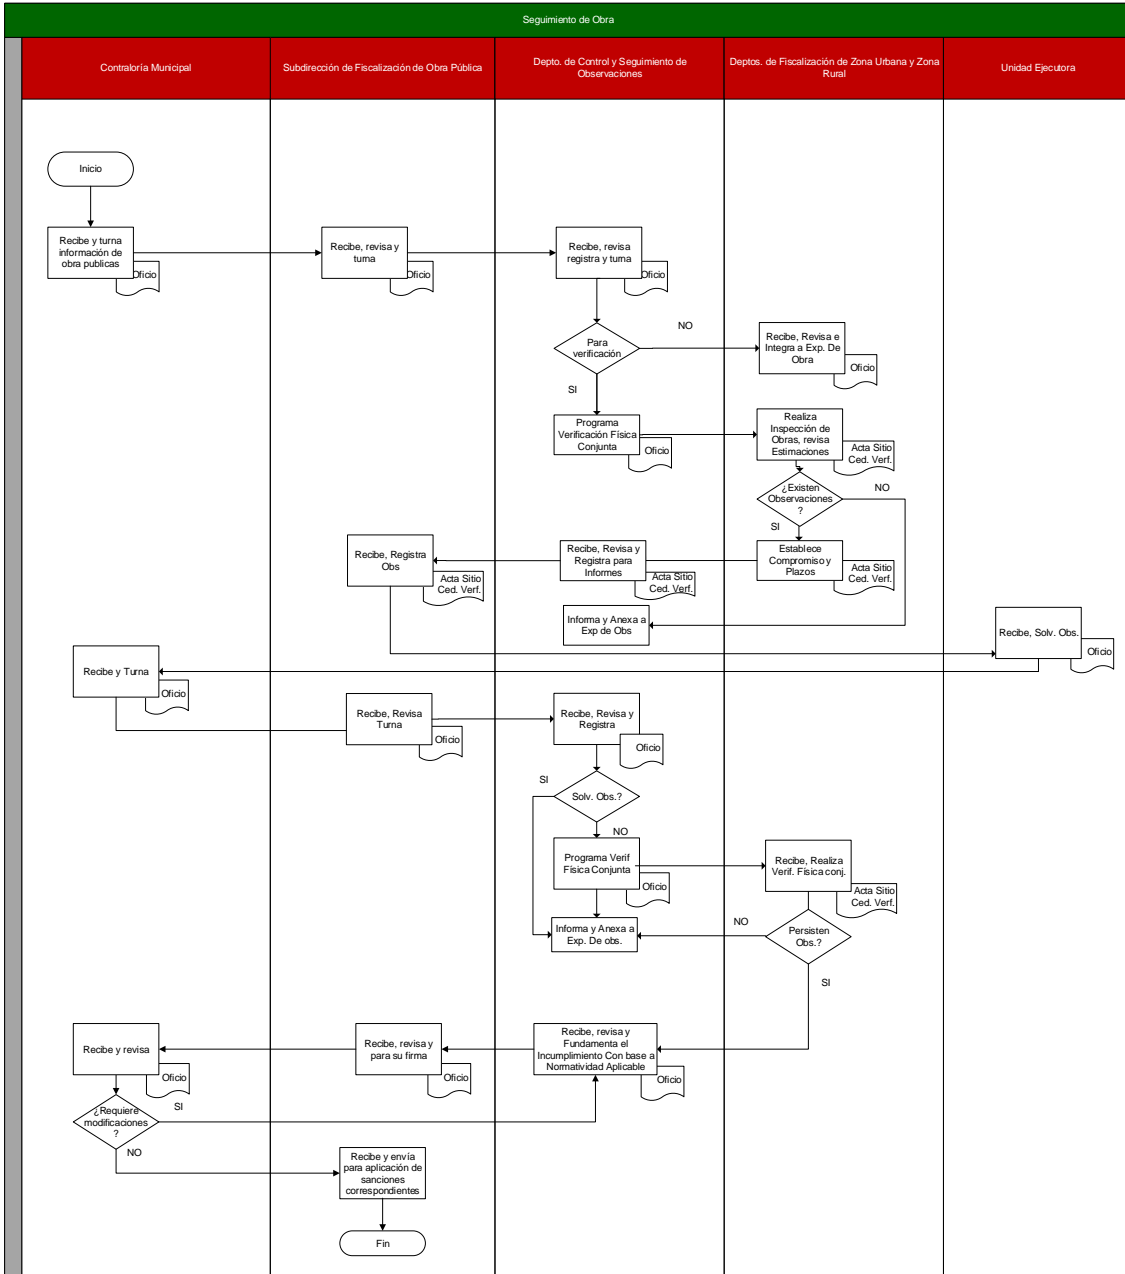 Seguimiento de Obra
Contraloría Municipal
Subdirección de Fiscalización de Obra Pública
Depto. de Control y Seguimiento de
Observaciones
Deptos. de Fiscalización de Zona Urbana y Zona
Rural
Unidad Ejecutora
Inicio
Recibe y turna
información de
obra publicas
Oficio
Recibe, revisa y
turna
Oficio
Recibe, revisa
registra y turna
Oficio
Para
verificación
NO
SI
Recibe, Revisa e
Integra a Exp. De
Obra
Oficio
Programa
Verificación Física
Conjunta
Oficio
Realiza
Inspección de
Obras, revisa
Estimaciones
Acta Sitio
Ced. Verf.
¿Existen
Observaciones
?
NO
SI
Establece
Compromiso y
Plazos
Acta Sitio
Ced. Verf.
Recibe, Revisa y
Registra para
Informes
Acta Sitio
Ced. Verf.
Recibe, Registra
Obs
Acta Sitio
Ced. Verf.
Informa y Anexa a
Exp de Obs
Recibe, Solv. Obs.
Oficio
Recibe y Turna
Oficio
Recibe, Revisa
Turna
Oficio
Recibe, Revisa y
Registra
Oficio
SI
Solv. Obs.?
NO
Programa Verif
Física Conjunta
Oficio
Recibe, Realiza
Verif. Física conj.
Acta Sitio
Ced. Verf.
Informa y Anexa a
Exp. De obs.
NO
Persisten
Obs.?
SI
Recibe, revisa y
Fundamenta el
Incumplimiento Con base a
Normatividad Aplicable
Oficio
Recibe, revisa y
para su firma
Oficio
Recibe y revisa
Oficio
¿Requiere
modificaciones
?
SI
NO
Recibe y envía
para aplicación de
sanciones
correspondientes
Fin